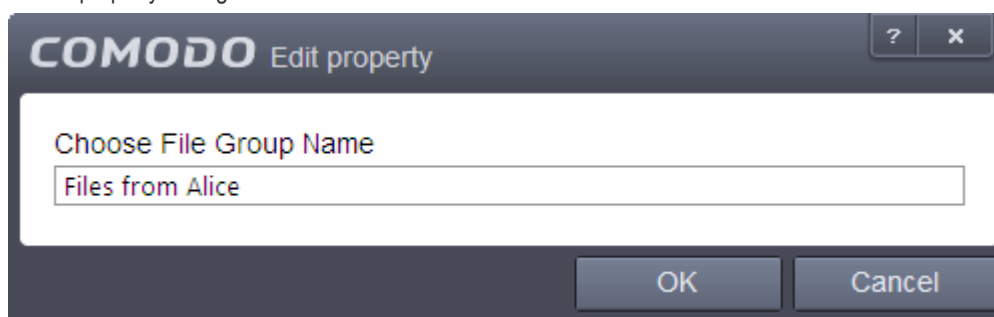 COMODO Edit property
? ×
Choose File Group Name
Files from Alice
OK Cancel